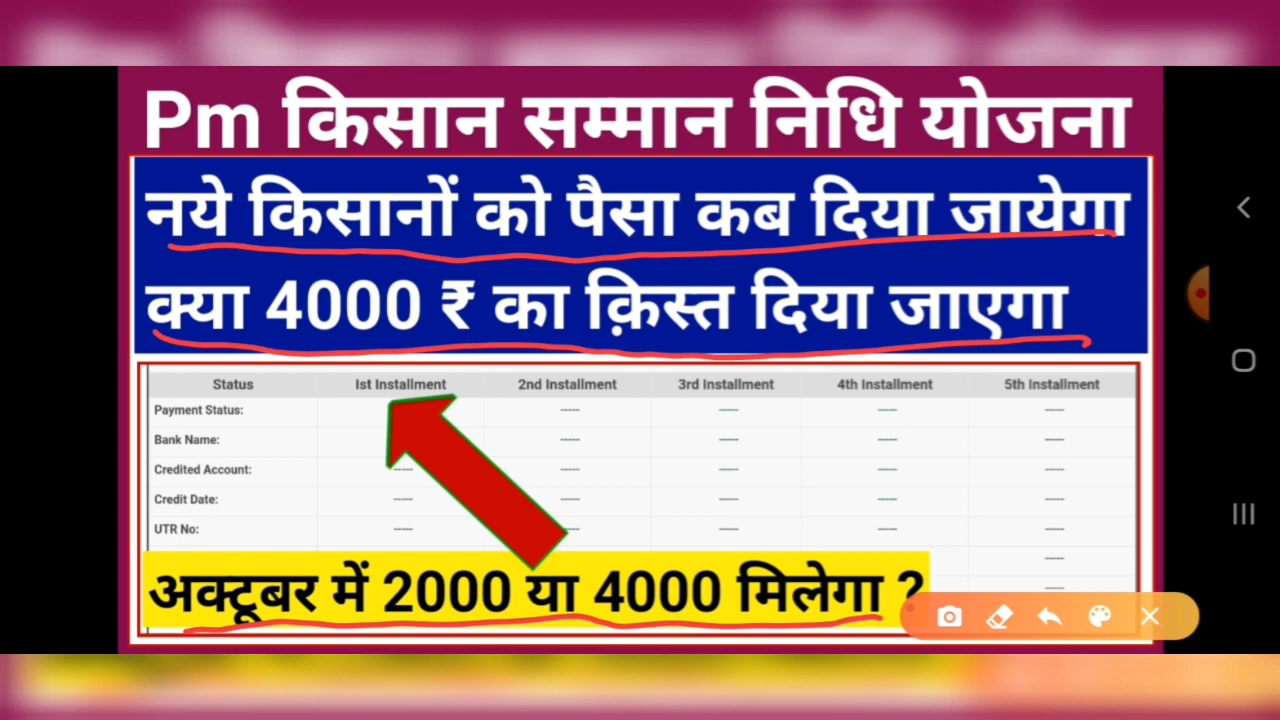 Pm किसान सम्मान निधि योजना
नये किसानों को पैसा कब दिया जायेगा
क्या 4000 ₹ का क़िस्त दिया जाएगा
Status Ist Installment 2nd Installment 3rd Installment 4th Installment 5th Installment
Payment Status: ----- ----- ----- -----
Bank Name: ----- ----- ----- -----
Credited Account: ----- ----- ----- ----- -----
Credit Date: ----- ----- ----- ----- -----
UTR No: ----- ----- ----- ----- -----
-----
-----
अक्टूबर में 2000 या 4000 मिलेगा ?